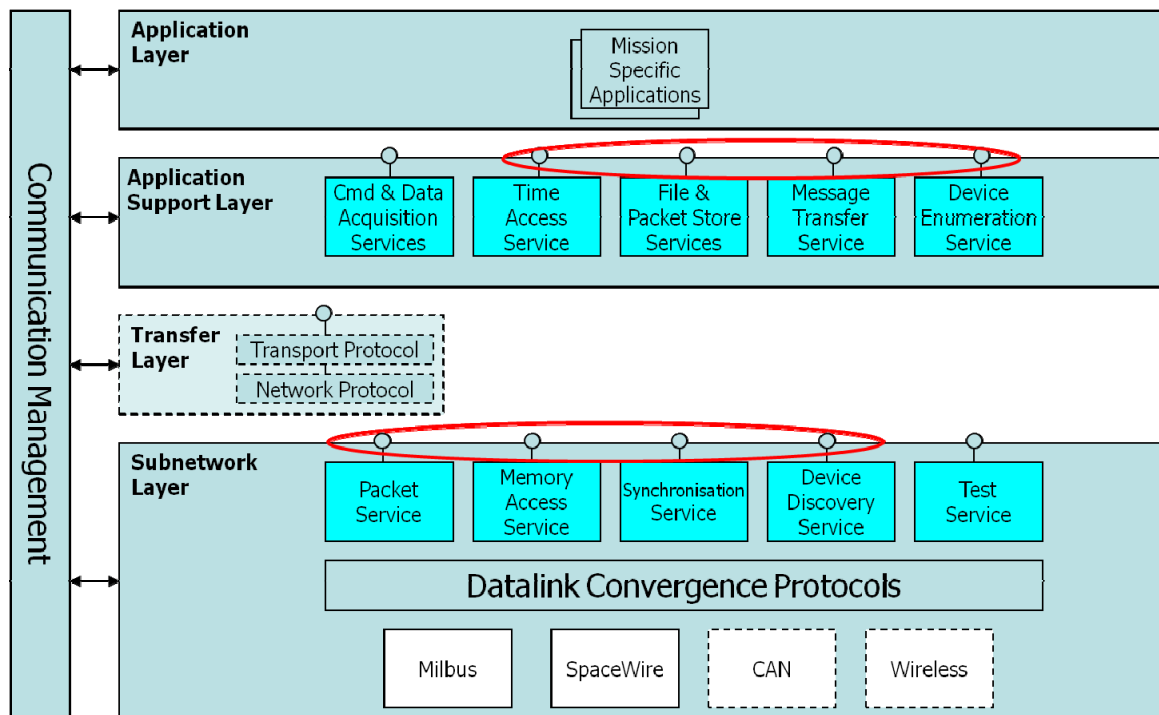 Communication Management
Application
Layer
Mission
Specific
Applications
Application
Support Layer
Cmd & Data
Acquisition
Services
Time
Access
Service
File &
Packet Store
Services
Message
Transfer
Service
Device
Enumeration
Service
Transfer
Layer
Transport Protocol
Network Protocol
Subnetwork
Layer
Packet
Service
Memory
Access
Service
Synchronisation
Service
Device
Discovery
Service
Test
Service
Datalink Convergence Protocols
Milbus
SpaceWire
CAN
Wireless